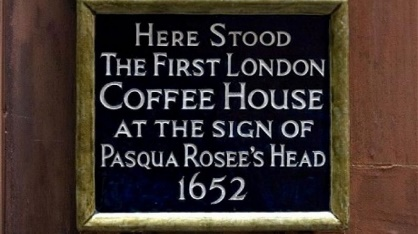 Here Stood
The First London
Coffee House
at the sign of
Pasqua Rosee's Head
1652